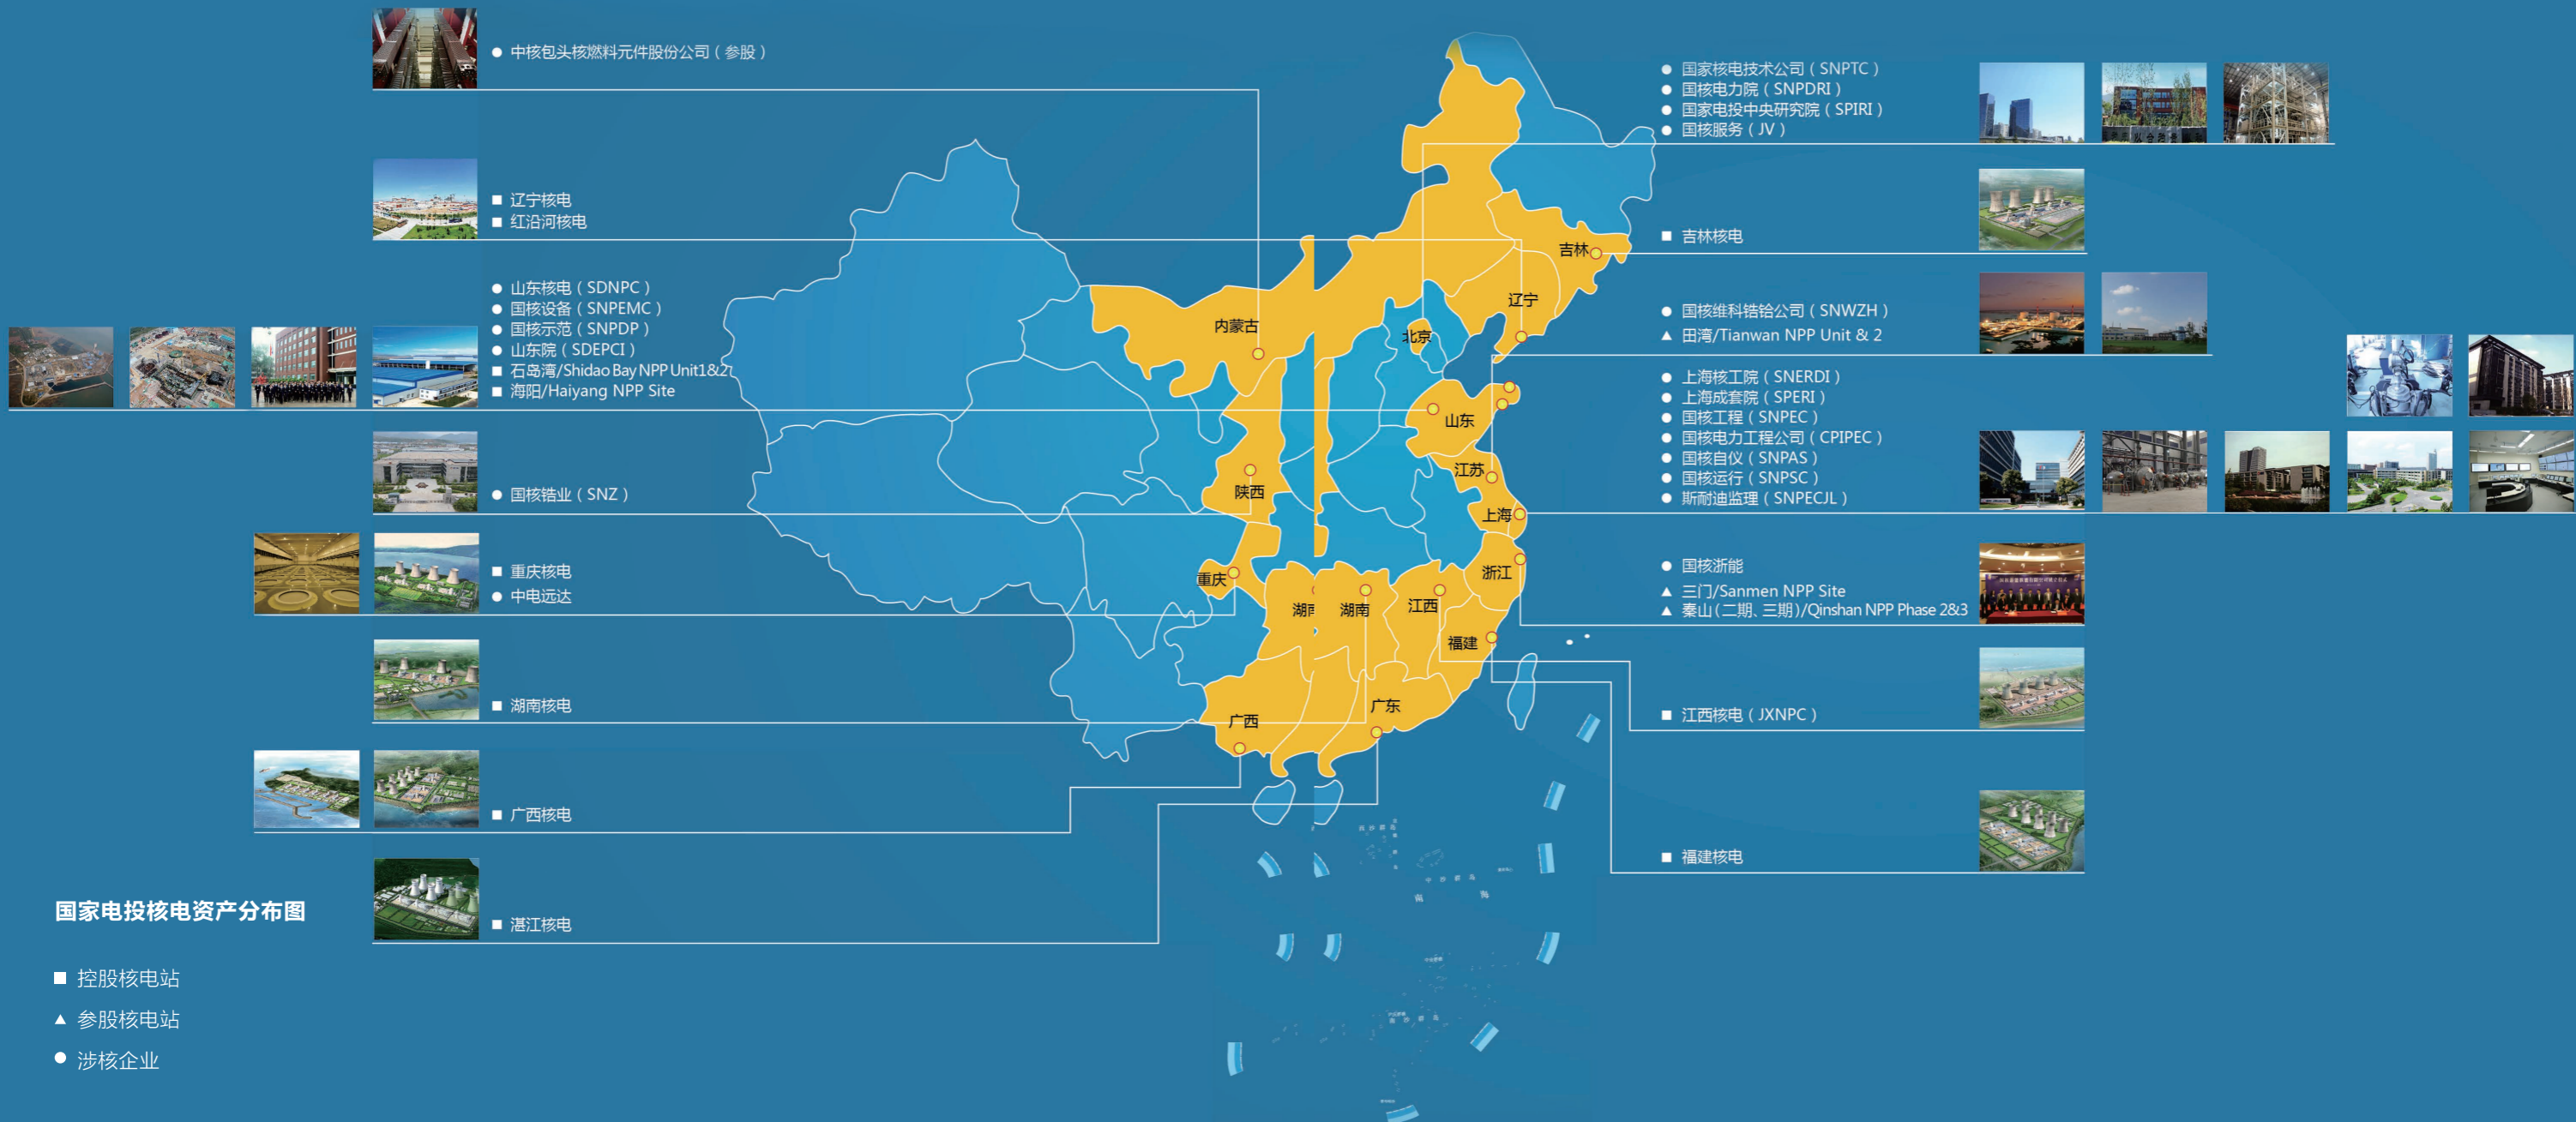 中核包头核燃料元件股份公司（参股）
辽宁核电
红沿河核电
山东核电（SDNPC）
国核设备（SNPEMC）
国核示范（SNPDP）
山东院（SDEPCI）
石岛湾/Shidao Bay NPP Unit1&2
海阳/Haiyang NPP Site
国核锆业（SNZ）
重庆核电
中电远达
湖南核电
广西核电
湛江核电
国家电投核电资产分布图
控股核电站
参股核电站
涉核企业
吉林
辽宁
内蒙古
北京
山东
江苏
陕西
上海
浙江
重庆
湖南
江西
福建
广东
广西
国家核电技术公司（SNPTC）
国核电力院（SNPDRI）
国家电投中央研究院（SPIRI）
国核服务（JV）
吉林核电
国核维科锆铪公司（SNWZH）
田湾/Tianwan NPP Unit & 2
上海核工院（SNERDI）
上海成套院（SPERI）
国核工程（SNPEC）
国核电力工程公司（CPIPEC）
国核自仪（SNPAS）
国核运行（SNPSC）
斯耐迪监理（SNPECJL）
国核浙能
三门/Sanmen NPP Site
秦山(二期、三期)/Qinshan NPP Phase 2&3
江西核电（JXNPC）
福建核电
南
海